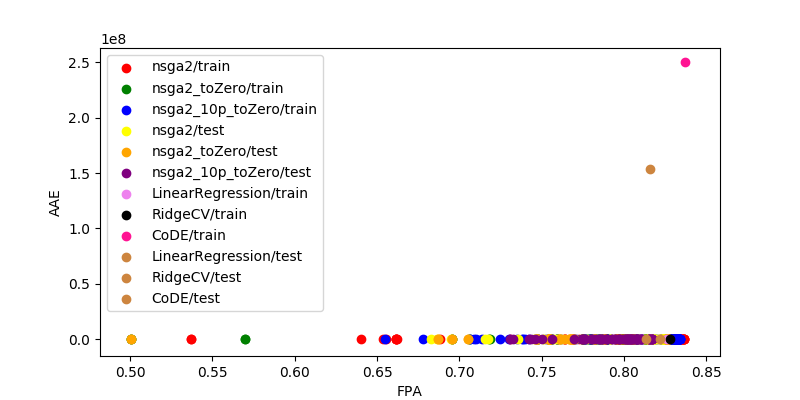 1e8
2.5
2.0
1.5
1.0
0.5
0.0
AAE
nsga2/train
nsga2_toZero/train
nsga2_10p_toZero/train
nsga2/test
nsga2_toZero/test
nsga2_10p_toZero/test
LinearRegression/train
RidgeCV/train
CoDE/train
LinearRegression/test
RidgeCV/test
CoDE/test
0.50 0.55 0.60 0.65 0.70 0.75 0.80 0.85
FPA